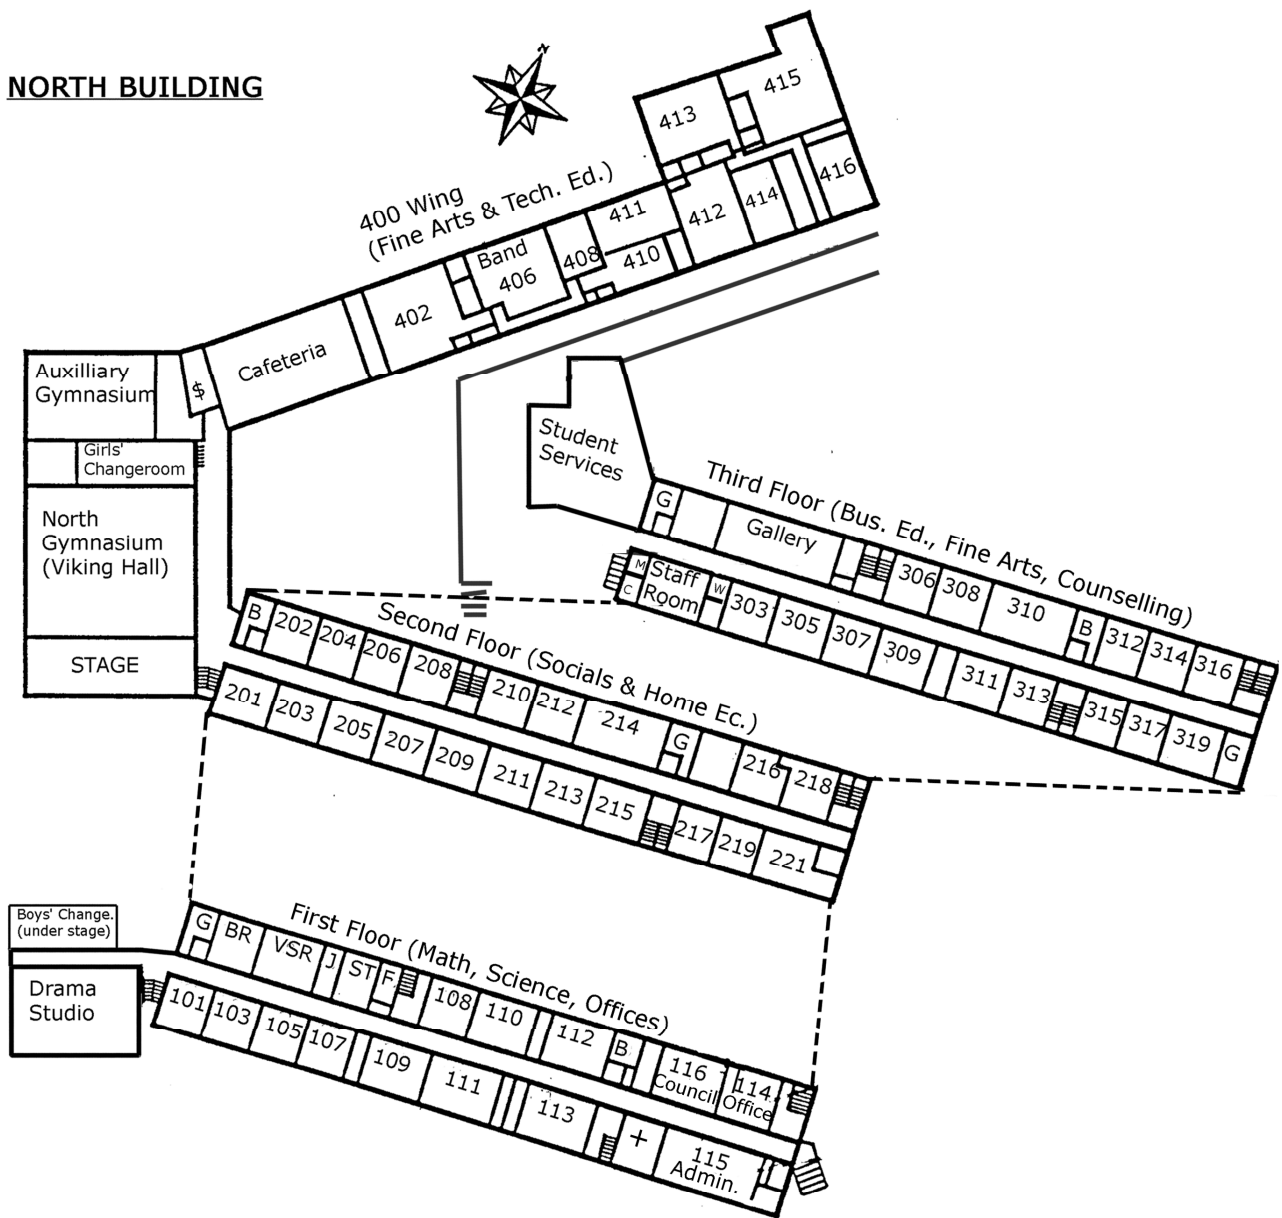 NORTH BUILDING
N
400 Wing
(Fine Arts & Tech. Ed.)
413
415
416
414
412
411
410
408
Band
406
402
Cafeteria
$
Auxilliary
Gymnasium
Girls'
Changeroom
North
Gymnasium
(Viking Hall)
STAGE
Student
Services
Third Floor (Bus. Ed., Fine Arts, Counselling)
G
Gallery
306
308
310
B
312
314
316
M
C
Staff
Room
W
303
305
307
309
311
313
315
317
319
G
Second Floor (Socials & Home Ec.)
B
202
204
206
208
210
212
214
G
216
218
201
203
205
207
209
211
213
215
217
219
221
First Floor (Math, Science, Offices)
G
BR
VSR
J
ST
F
108
110
112
B
116
Council
114
Office
101
103
105
107
109
111
113
+
115
Admin.
Boys' Change.
(under stage)
Drama
Studio